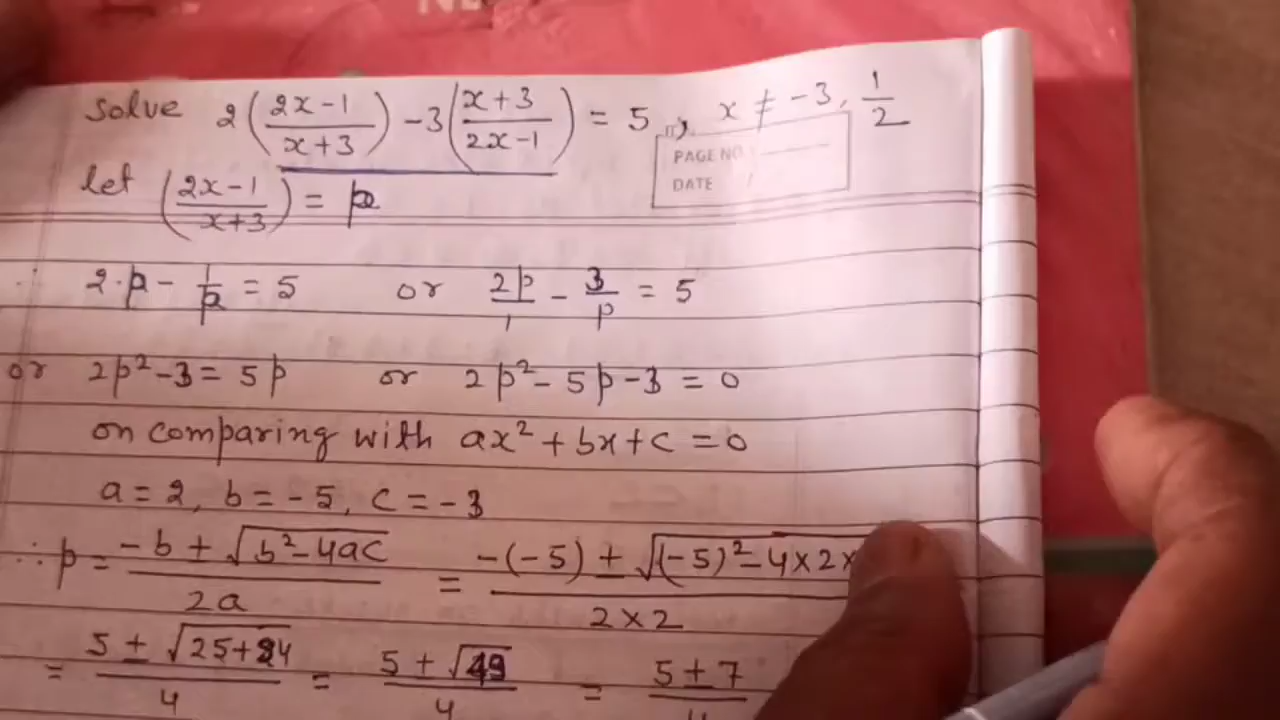 solve 2((2x-1)/(x+3)) -3((x+3)/(2x-1)) = 5, x ≠ -3, 1/2
PAGE NO
DATE
let ((2x-1)/(x+3)) = p
2·p - 1/p = 5 or 2p/1 - 3/p = 5
or 2p²-3 = 5p or 2p²-5p-3 = 0
on comparing with ax²+bx+c = 0
a = 2, b = -5, c = -3
∴ p = (-b ± √(b²-4ac))/2a = (-(-5) ± √((-5)²-4×2×
2×2
= (5 ± √(25+24))/4 = (5 + √49)/4 = (5 ± 7)/4